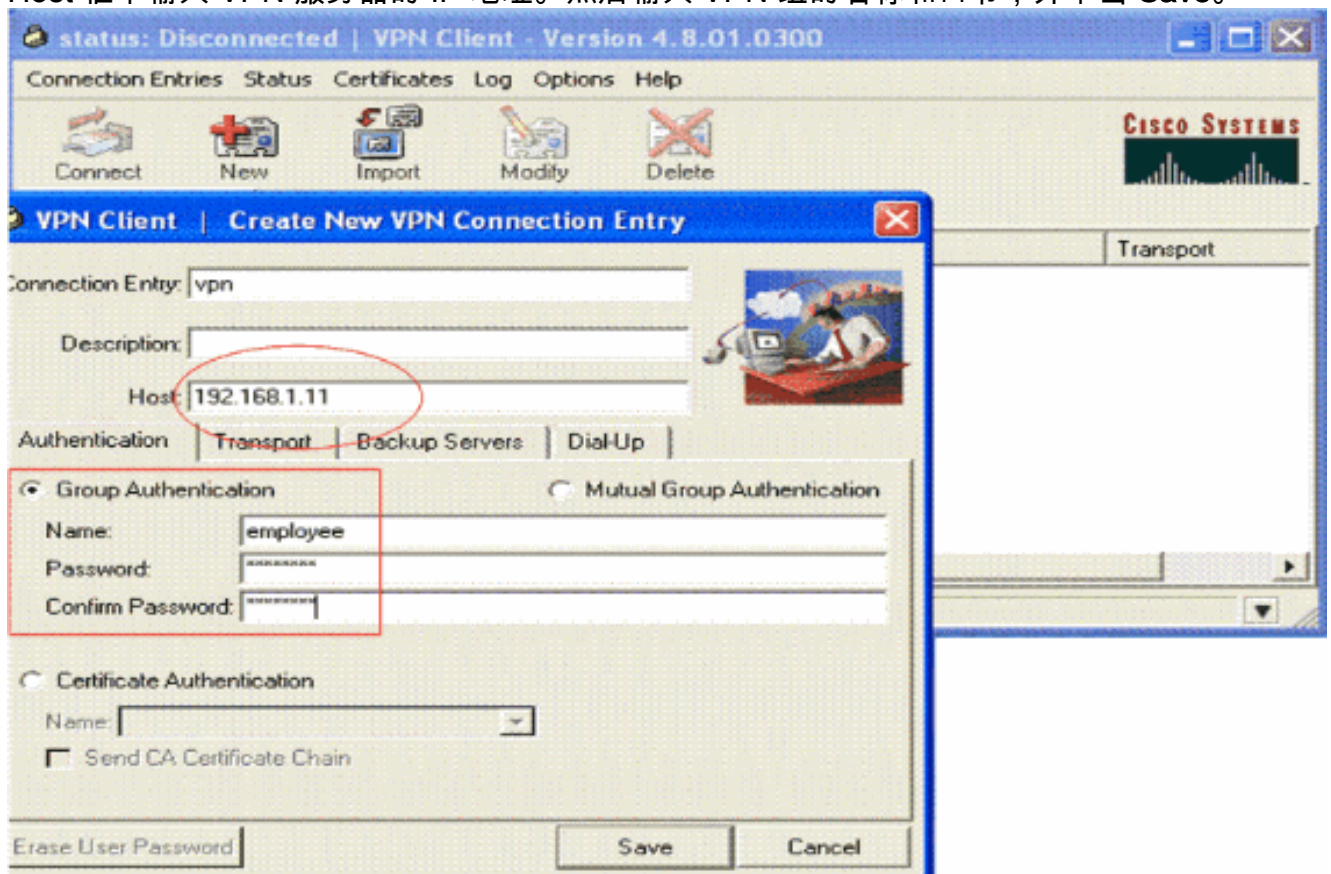 status: Disconnected | VPN Client - Version 4.8.01.0300
Connection Entries Status Certificates Log Options Help
CISCO SYSTEMS
Connect New Import Modify Delete
VPN Client | Create New VPN Connection Entry
Transport
Connection Entry: vpn
Description:
Host: 192.168.1.11
Authentication Transport Backup Servers Dial-Up
Group Authentication Mutual Group Authentication
Name: employee
Password: ********
Confirm Password: ********
Certificate Authentication
Name:
Send CA Certificate Chain
Erase User Password Save Cancel